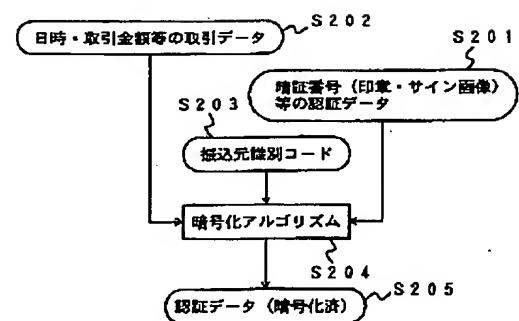 S202
日時・取引金額等の取引データ
S201
暗証番号(印章・サイン画像)
等の認証データ
S203
振込元識別コード
暗号化アルゴリズム
S204
認証データ(暗号化済)
S205